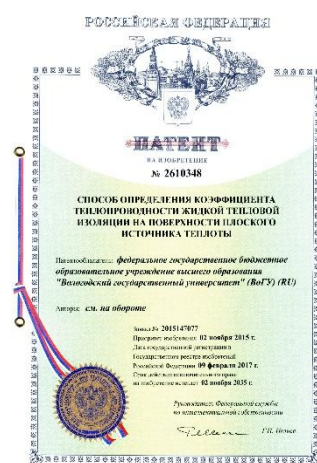 РОССИЙСКАЯ ФЕДЕРАЦИЯ
ПАТЕНТ
НА ИЗОБРЕТЕНИЕ
№ 2610348
СПОСОБ ОПРЕДЕЛЕНИЯ КОЭФФИЦИЕНТА
ТЕПЛОПРОВОДНОСТИ ЖИДКОЙ ТЕПЛОВОЙ
ИЗОЛЯЦИИ НА ПОВЕРХНОСТИ ПЛОСКОГО
ИСТОЧНИКА ТЕПЛОТЫ
Патентообладатель: федеральное государственное бюджетное
образовательное учреждение высшего образования
"Вологодский государственный университет" (ВоГУ) (RU)
Авторы: см. на обороте
Заявка № 2015147077
Приоритет изобретения 02 ноября 2015 г.
Дата государственной регистрации в
Государственном реестре изобретений
Российской Федерации 09 февраля 2017 г.
Срок действия исключительного права
на изобретение истекает 02 ноября 2035 г.
Руководитель Федеральной службы
по интеллектуальной собственности
Г.П. Ивлиев